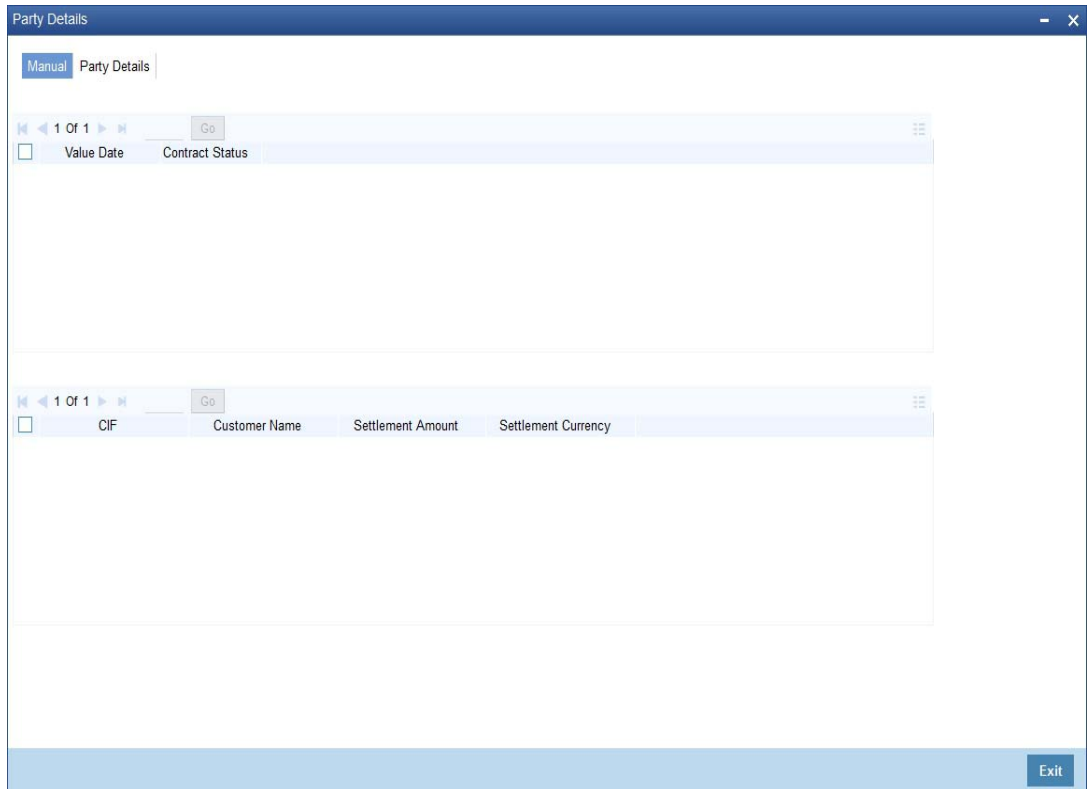 Party Details
Manual Party Details
1 Of 1 Go
Value Date Contract Status
1 Of 1 Go
CIF Customer Name Settlement Amount Settlement Currency
Exit